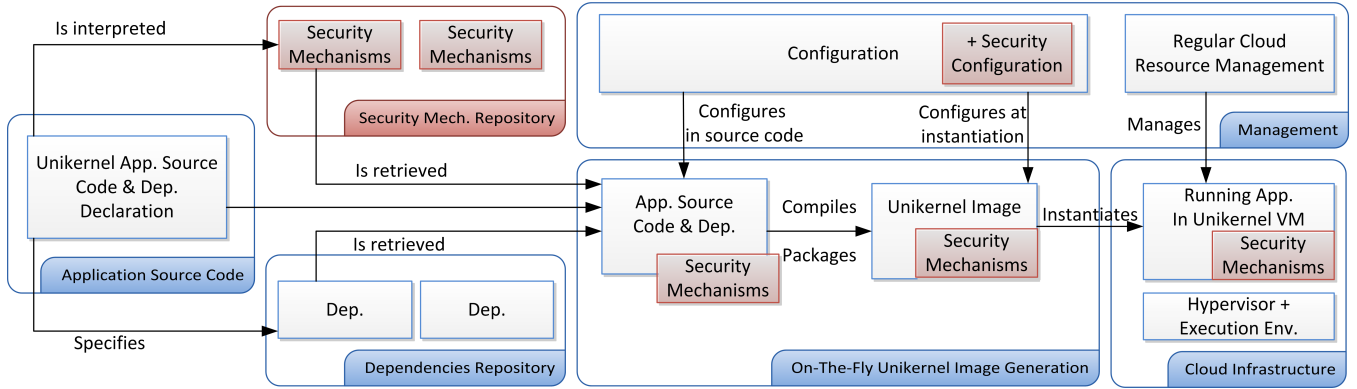 Is interpreted
Security
Mechanisms
Security
Mechanisms
Security Mech. Repository
Configuration
+ Security
Configuration
Regular Cloud
Resource Management
Management
Configures
in source code
Configures at
instantiation
Manages
Unikernel App. Source
Code & Dep.
Declaration
Application Source Code
Is retrieved
Is retrieved
Specifies
Dep.
Dep.
Dependencies Repository
App. Source
Code & Dep.
Security
Mechanisms
Compiles
Packages
Unikernel Image
Security
Mechanisms
On-The-Fly Unikernel Image Generation
Instantiates
Running App.
In Unikernel VM
Security
Mechanisms
Hypervisor +
Execution Env.
Cloud Infrastructure